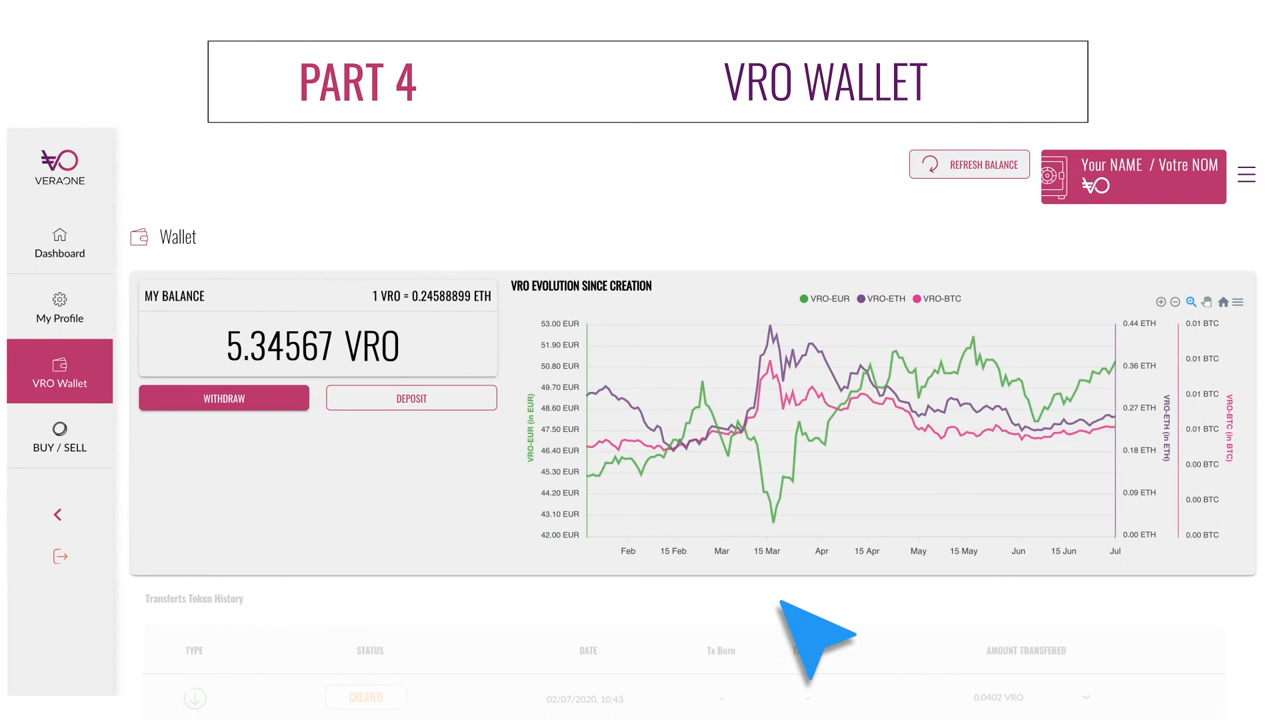 PART 4 VRO WALLET
VERAONE
REFRESH BALANCE
Your NAME / Votre NOM
Dashboard
My Profile
VRO Wallet
BUY / SELL
Wallet
MY BALANCE 1 VRO = 0.24588899 ETH
5.34567 VRO
WITHDRAW DEPOSIT
VRO EVOLUTION SINCE CREATION
VRO-EUR VRO-ETH VRO-BTC
53.00 EUR
51.90 EUR
50.80 EUR
49.70 EUR
48.60 EUR
47.50 EUR
46.40 EUR
45.30 EUR
44.20 EUR
43.10 EUR
42.00 EUR
VRO-EUR (in EUR)
0.44 ETH
0.36 ETH
0.27 ETH
0.18 ETH
0.09 ETH
0.00 ETH
VRO-ETH (in ETH)
0.01 BTC
0.01 BTC
0.01 BTC
0.01 BTC
0.00 BTC
0.00 BTC
0.00 BTC
VRO-BTC (in BTC)
Feb 15 Feb Mar 15 Mar Apr 15 Apr May 15 May Jun 15 Jun Jul
Transferts Token History
TYPE STATUS DATE Tx Burn AMOUNT TRANSFERED
CREATED 02/07/2020, 10:43 - - 0.0402 VRO